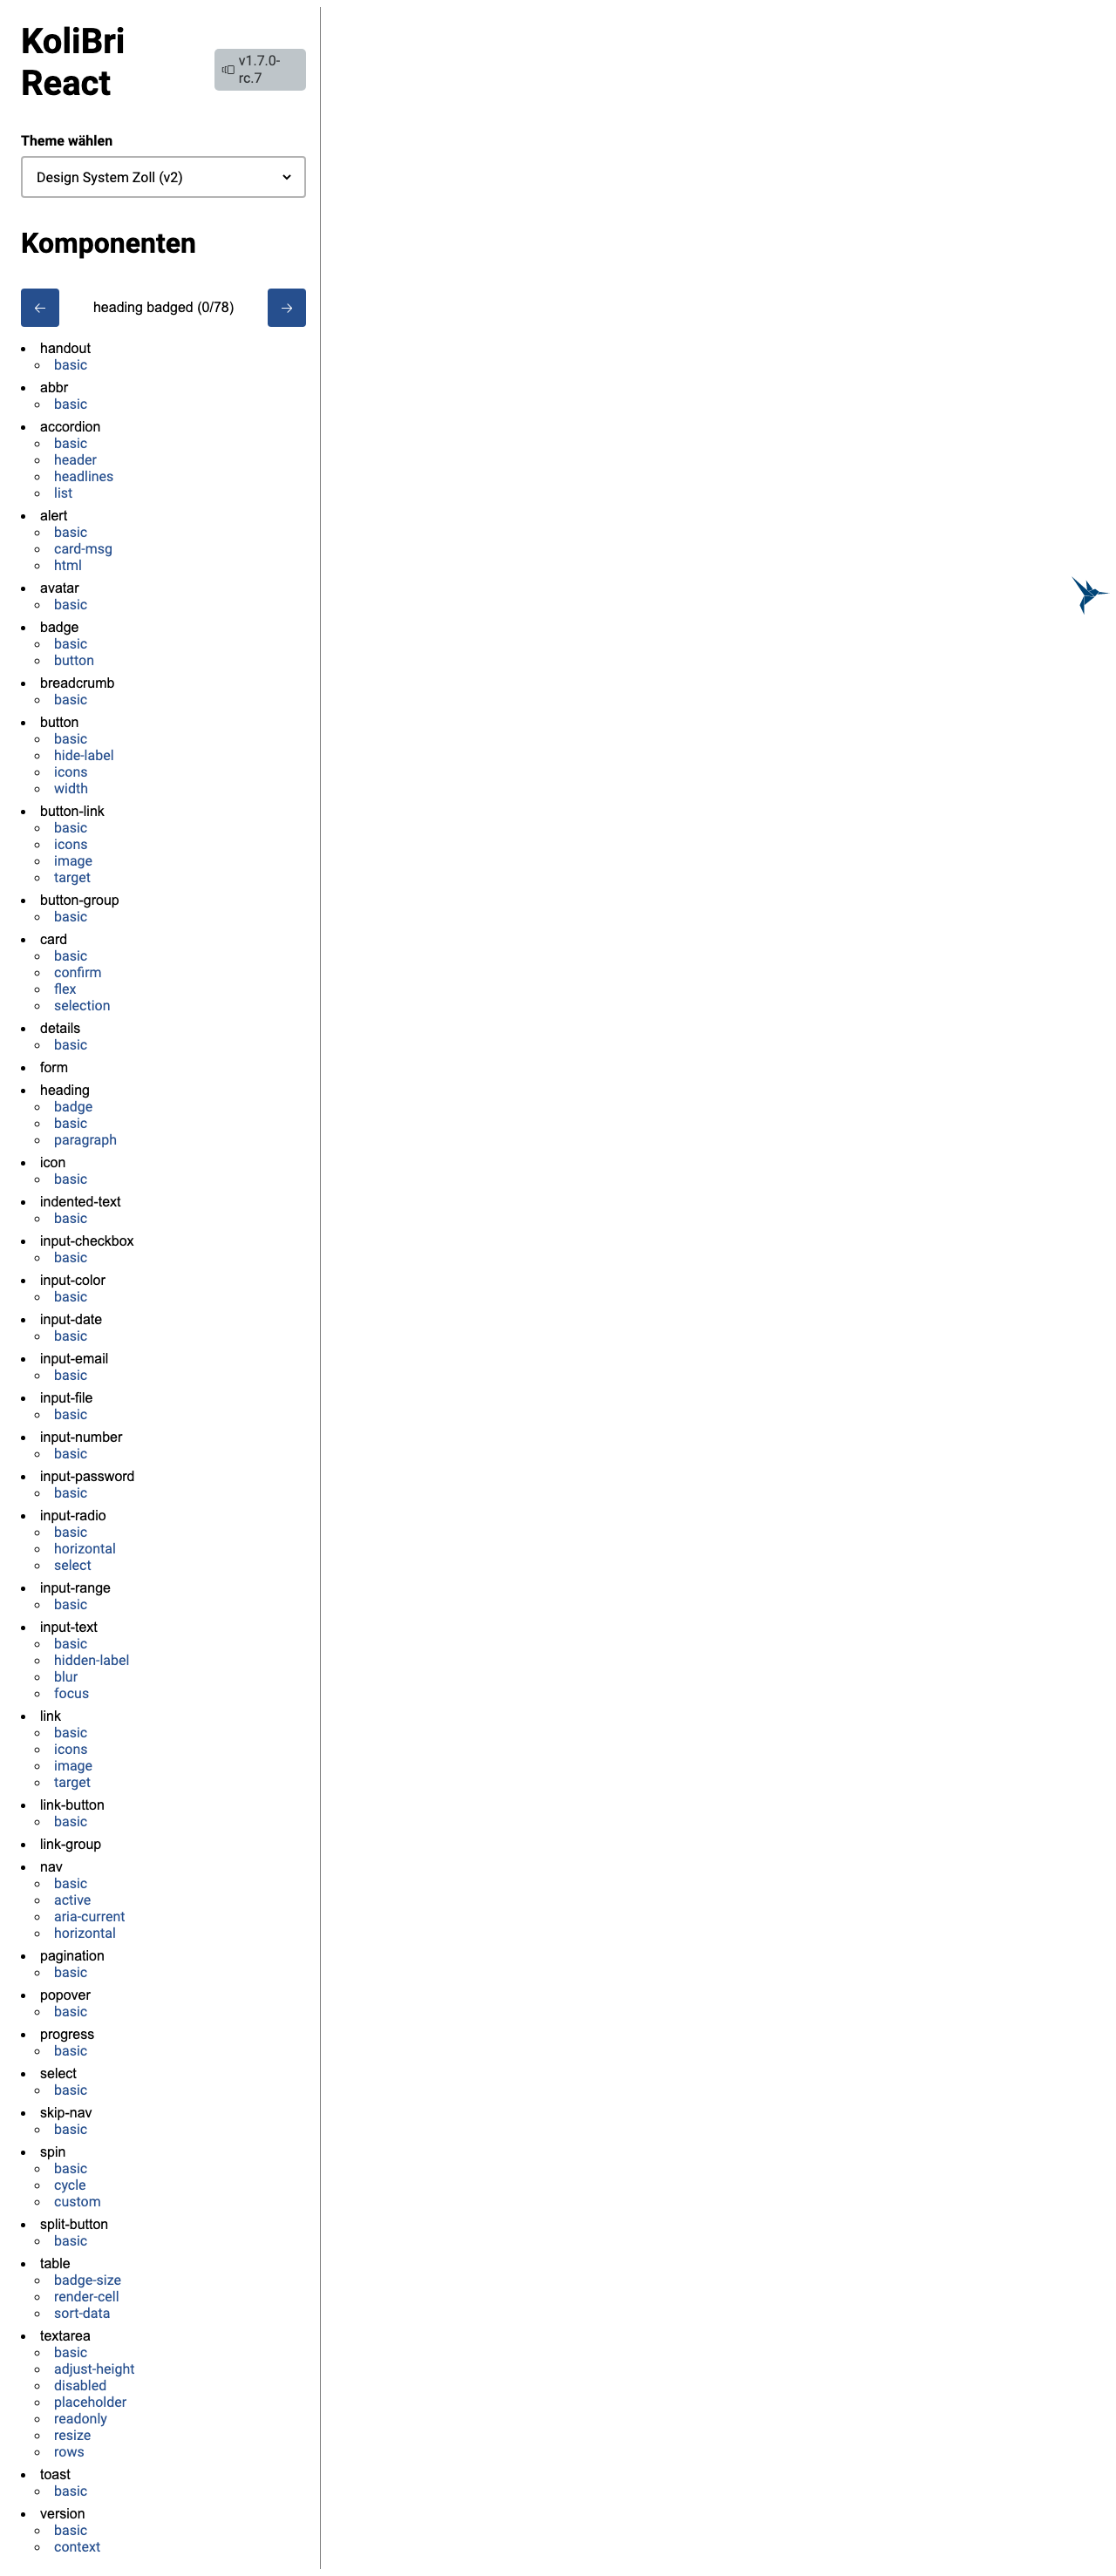 KoliBri
React
v1.7.0-
rc.7
Theme wählen
Design System Zoll (v2)
Komponenten
heading badged (0/78)
handout
basic
abbr
basic
accordion
basic
header
headlines
list
alert
basic
card-msg
html
avatar
basic
badge
basic
button
breadcrumb
basic
button
basic
hide-label
icons
width
button-link
basic
icons
image
target
button-group
basic
card
basic
confirm
flex
selection
details
basic
form
heading
badge
basic
paragraph
icon
basic
indented-text
basic
input-checkbox
basic
input-color
basic
input-date
basic
input-email
basic
input-file
basic
input-number
basic
input-password
basic
input-radio
basic
horizontal
select
input-range
basic
input-text
basic
hidden-label
blur
focus
link
basic
icons
image
target
link-button
basic
link-group
nav
basic
active
aria-current
horizontal
pagination
basic
popover
basic
progress
basic
select
basic
skip-nav
basic
spin
basic
cycle
custom
split-button
basic
table
badge-size
render-cell
sort-data
textarea
basic
adjust-height
disabled
placeholder
readonly
resize
rows
toast
basic
version
basic
context